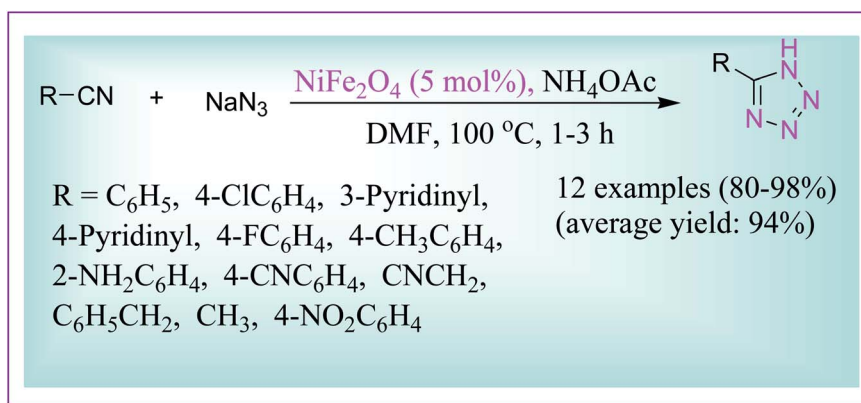 R-CN + NaN₃ NiFe₂O₄ (5 mol%), NH₄OAc
DMF, 100 °C, 1-3 h
R H N N N N
R = C₆H₅, 4-ClC₆H₄, 3-Pyridinyl,
4-Pyridinyl, 4-FC₆H₄, 4-CH₃C₆H₄,
2-NH₂C₆H₄, 4-CNC₆H₄, CNCH₂,
C₆H₅CH₂, CH₃, 4-NO₂C₆H₄
12 examples (80-98%)
(average yield: 94%)